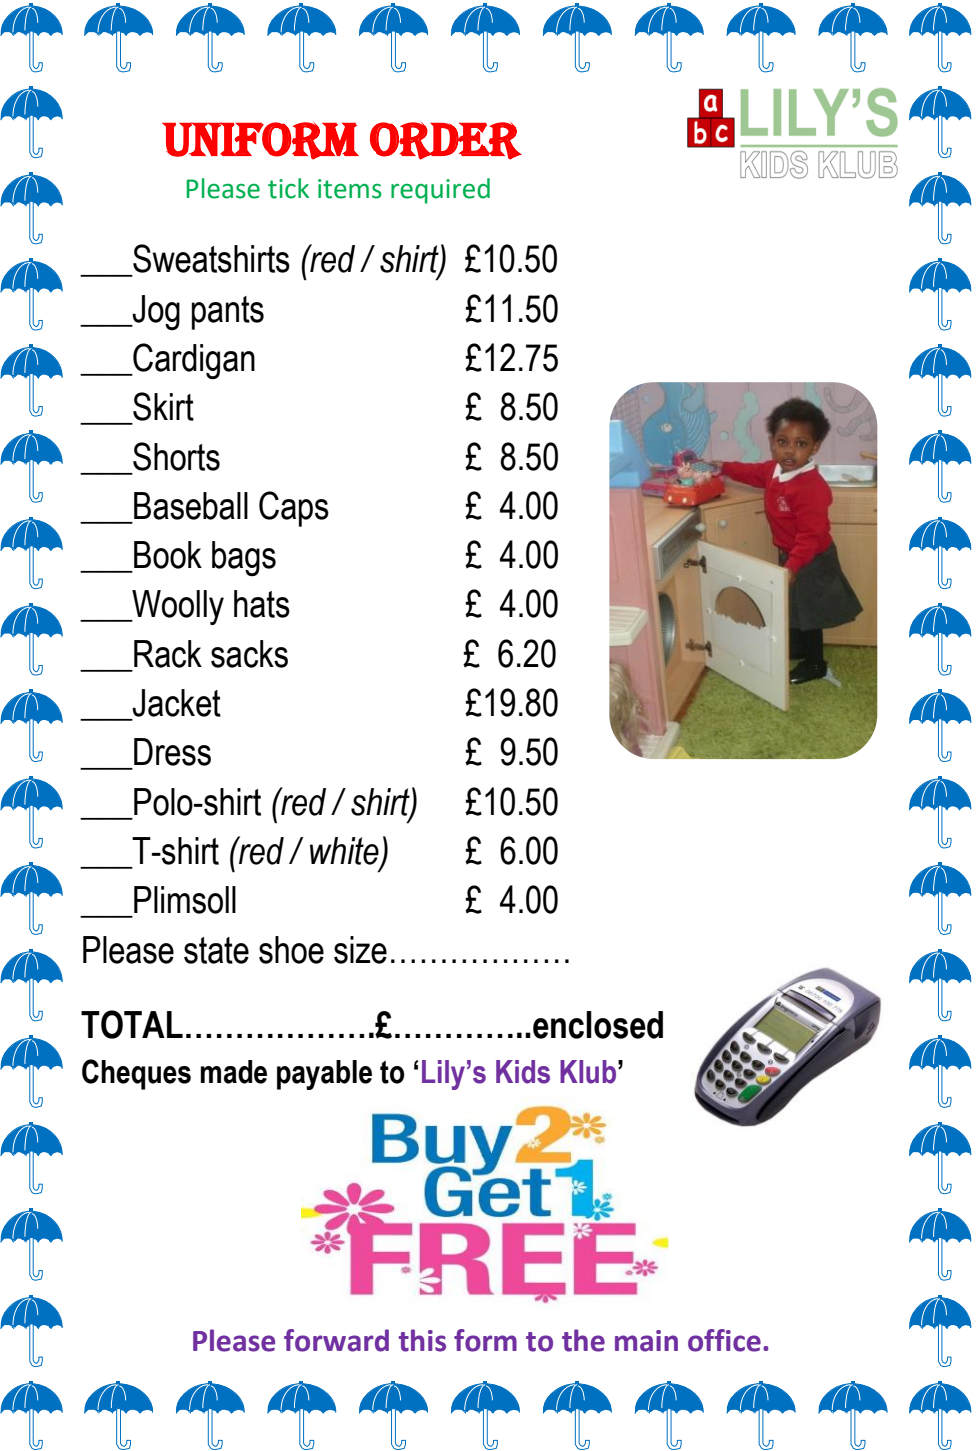 a
bc
LILY'S
KIDS KLUB
UNIFORM ORDER
Please tick items required
___Sweatshirts (red / shirt) £10.50
___Jog pants £11.50
___Cardigan £12.75
___Skirt £ 8.50
___Shorts £ 8.50
___Baseball Caps £ 4.00
___Book bags £ 4.00
___Woolly hats £ 4.00
___Rack sacks £ 6.20
___Jacket £19.80
___Dress £ 9.50
___Polo-shirt (red / shirt) £10.50
___T-shirt (red / white) £ 6.00
___Plimsoll £ 4.00
Please state shoe size………………
TOTAL……………….£…………..enclosed
Cheques made payable to ‘Lily’s Kids Klub’
Buy 2
Get 1
FREE
Please forward this form to the main office.